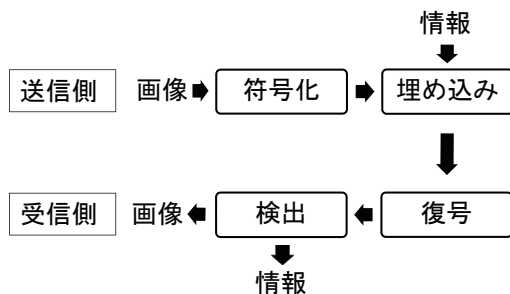 情報
送信側 画像 符号化 埋め込み
受信側 画像 検出 復号
情報